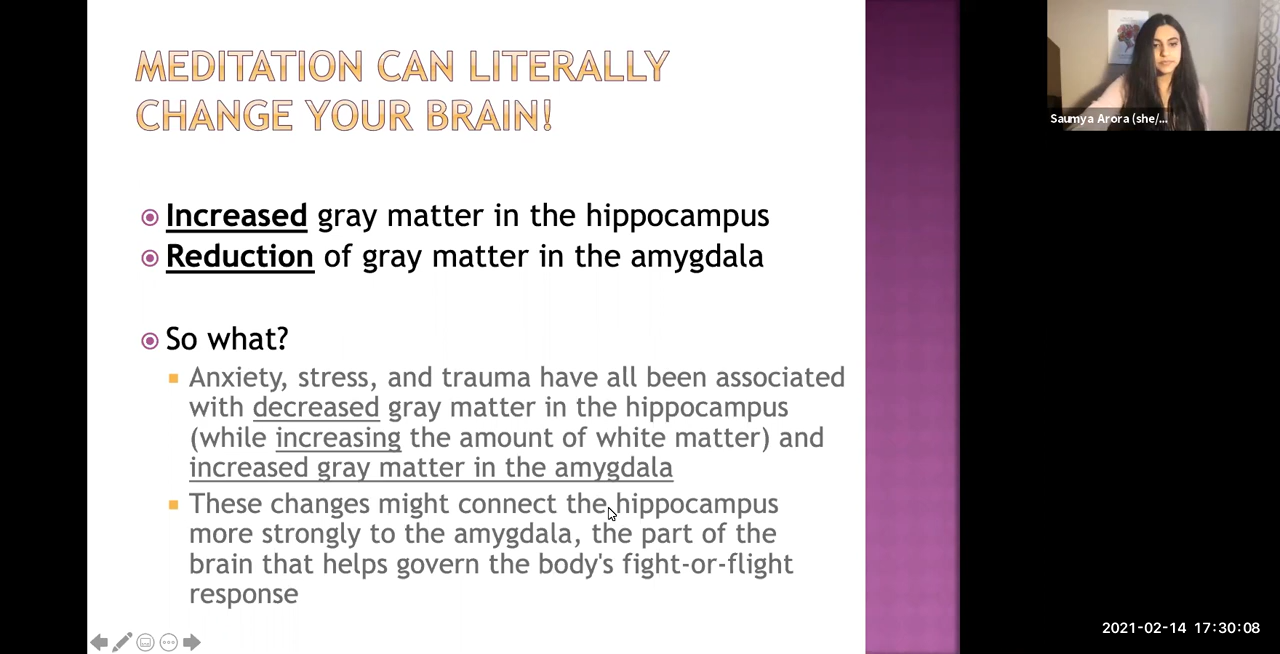 MEDITATION CAN LITERALLY
CHANGE YOUR BRAIN!
Increased gray matter in the hippocampus
Reduction of gray matter in the amygdala
So what?
Anxiety, stress, and trauma have all been associated
with decreased gray matter in the hippocampus
(while increasing the amount of white matter) and
increased gray matter in the amygdala
These changes might connect the hippocampus
more strongly to the amygdala, the part of the
brain that helps govern the body's fight-or-flight
response
Saumya Arora (she/...
2021-02-14 17:30:08